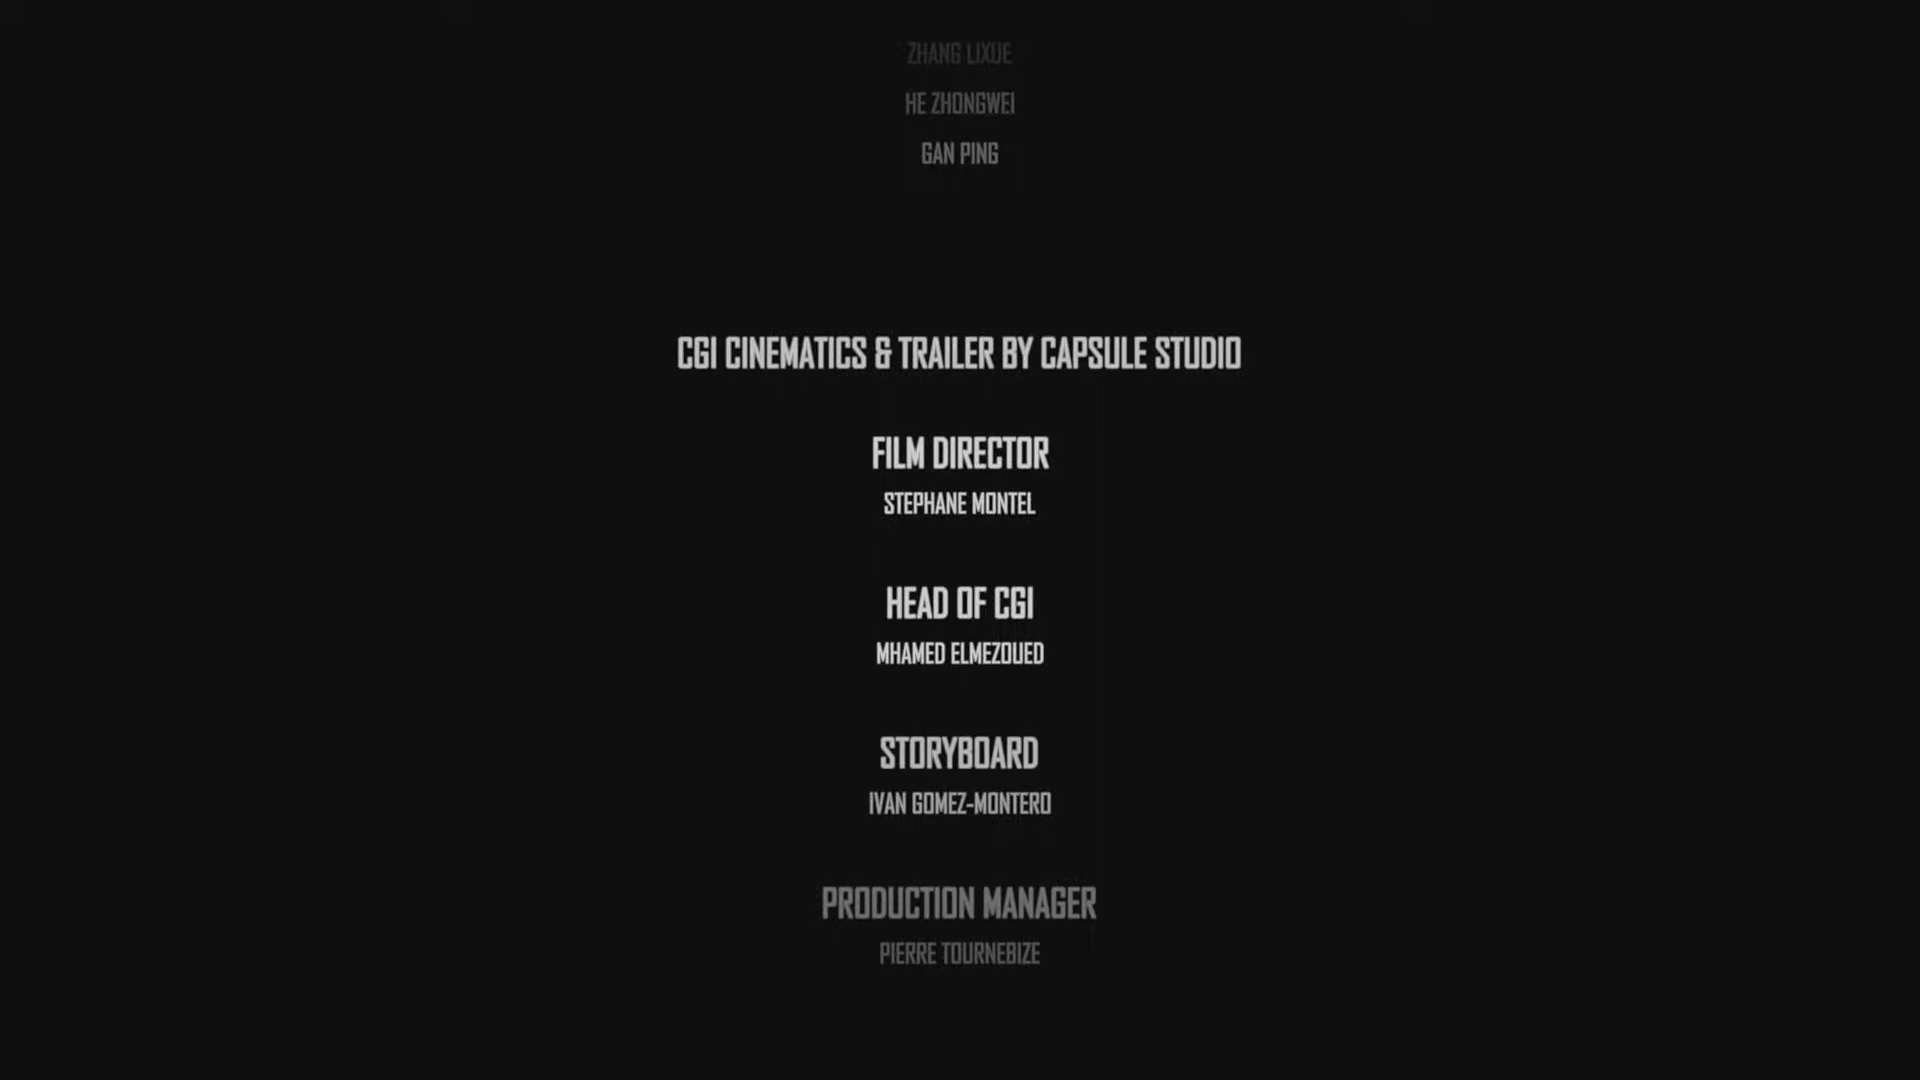 ZHANG LIXUE
HE ZHONGWEI
GAN PING
CGI CINEMATICS & TRAILER BY CAPSULE STUDIO
FILM DIRECTOR
STEPHANE MONTEL
HEAD OF CGI
MHAMED ELMEZOUED
STORYBOARD
IVAN GOMEZ-MONTERO
PRODUCTION MANAGER
PIERRE TOURNEBIZE